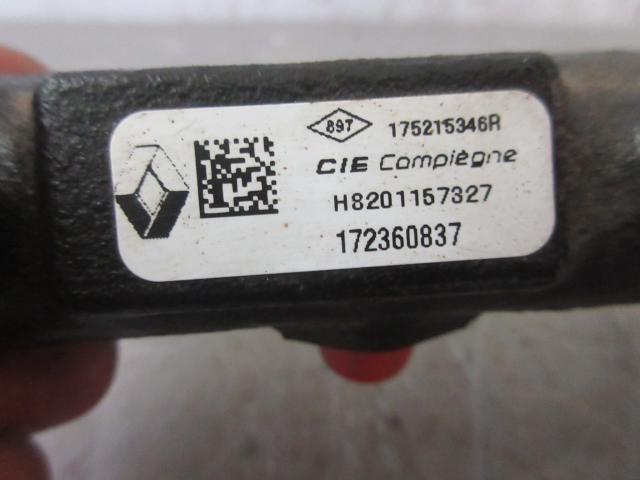 897 175215346R
CIE Compiègne
H8201157327
172360837